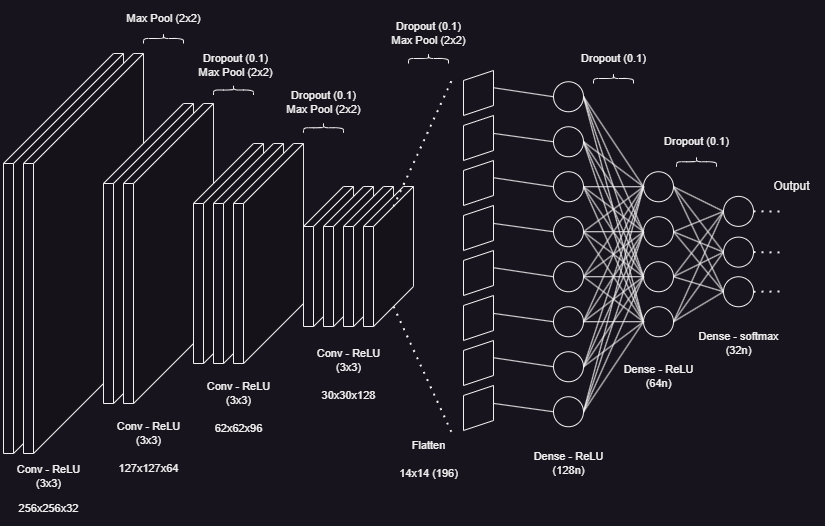 Max Pool (2x2)
Dropout (0.1)
Max Pool (2x2)
Dropout (0.1)
Max Pool (2x2)
Dropout (0.1)
Max Pool (2x2)
Dropout (0.1)
Dropout (0.1)
Output
Conv - ReLU
(3x3)
256x256x32
Conv - ReLU
(3x3)
127x127x64
Conv - ReLU
(3x3)
62x62x96
Conv - ReLU
(3x3)
30x30x128
Flatten
14x14 (196)
Dense - ReLU
(128n)
Dense - ReLU
(64n)
Dense - softmax
(32n)